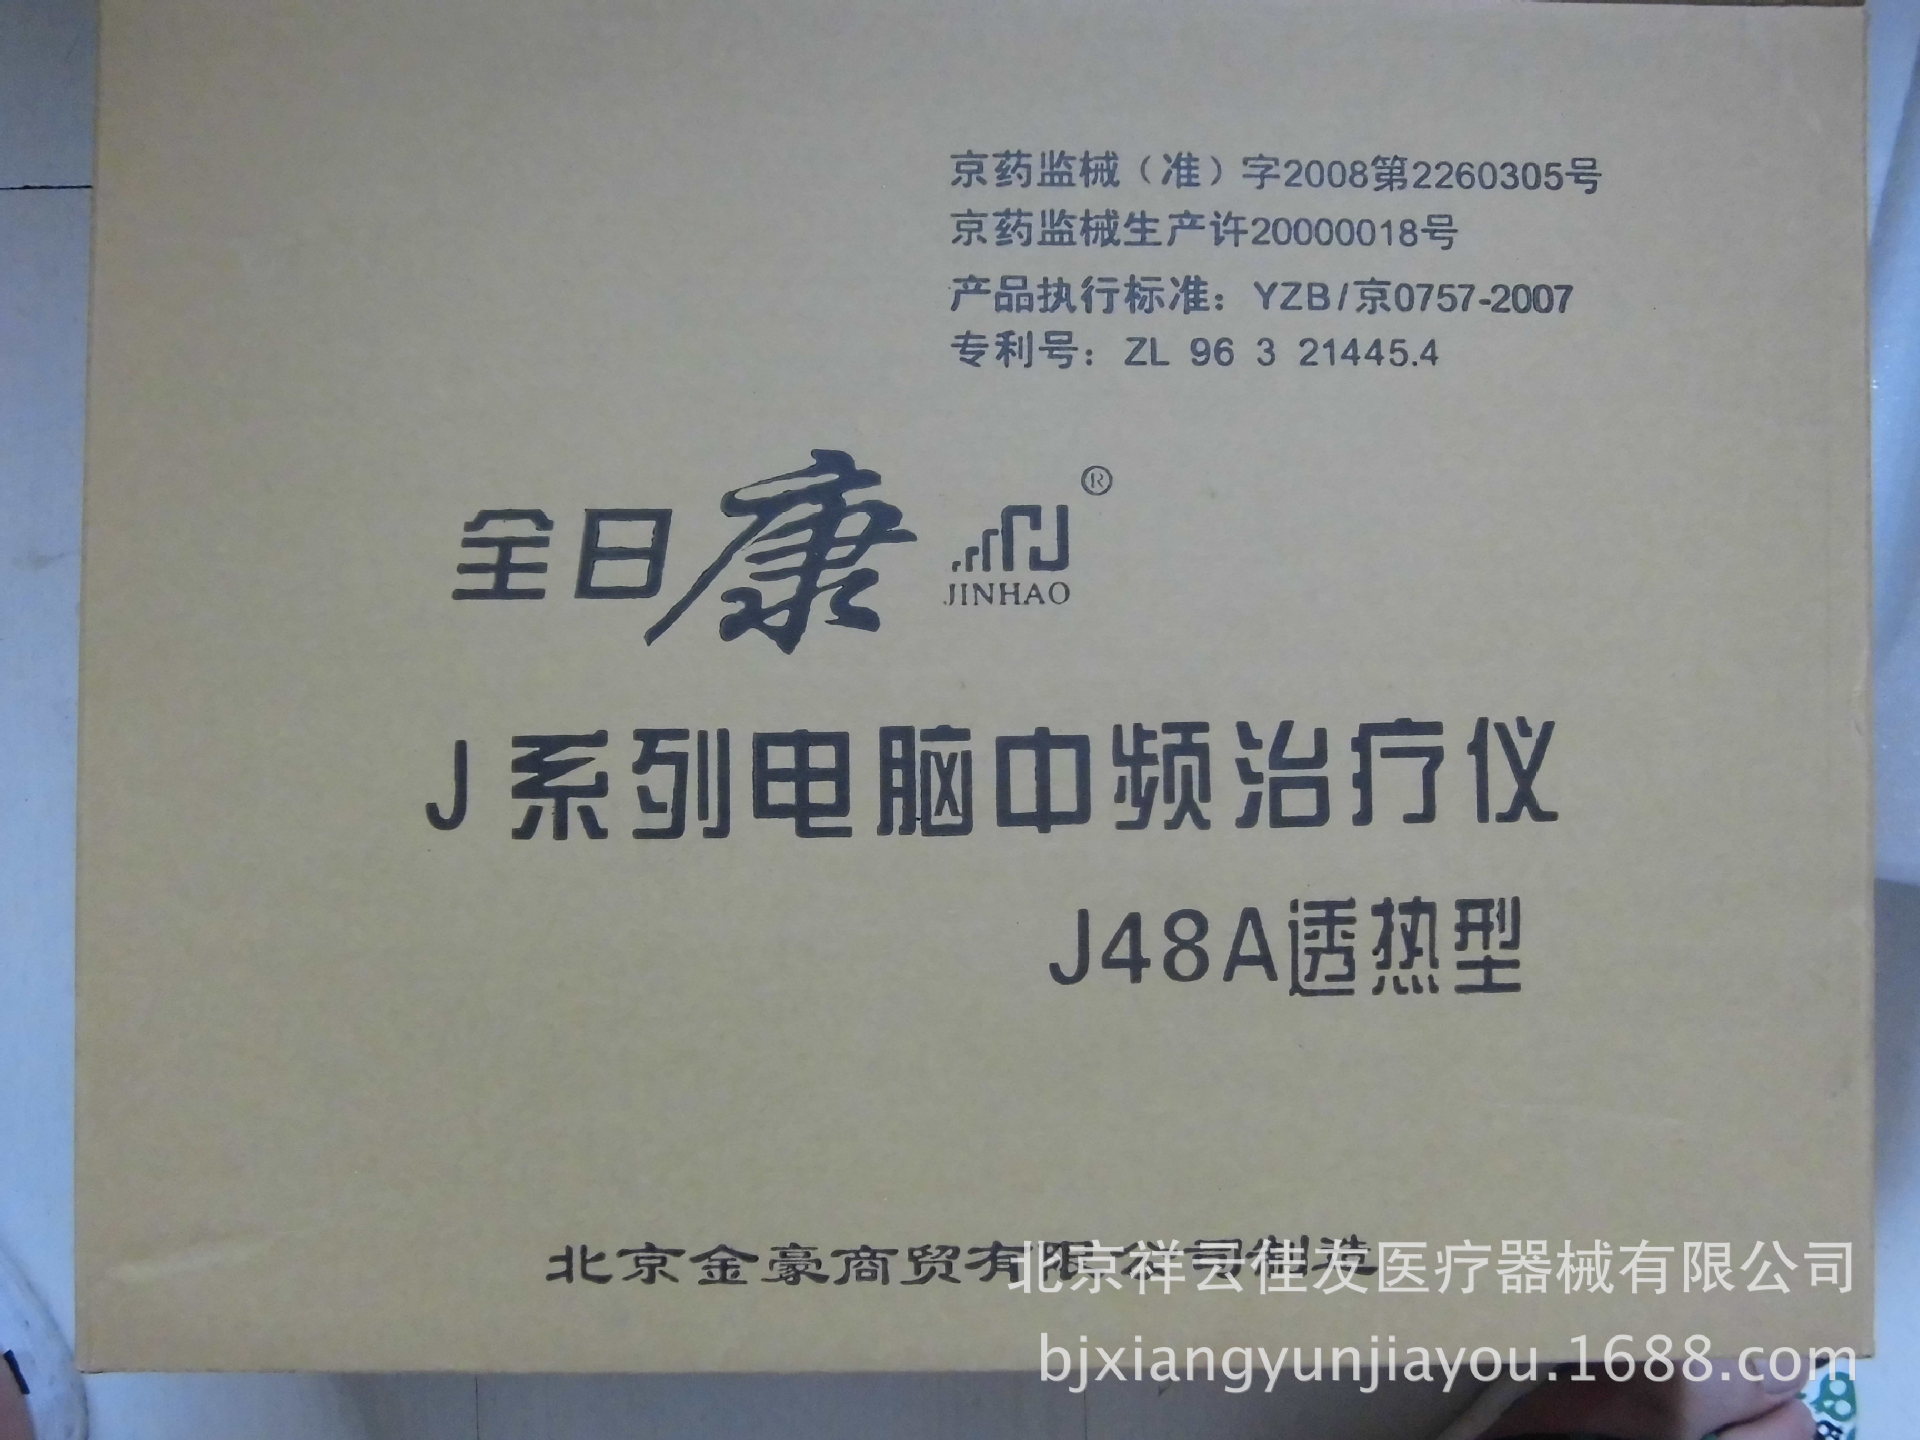 京药监械（准）字2008第2260305号
京药监械生产许20000018号
产品执行标准：YZB/京0757-2007
专利号：ZL 96 3 21445.4
全日康
®
JINHAO
J系列电脑中频治疗仪
J48A透热型
北京金豪商贸有限公司制造
北京祥云佳友医疗器械有限公司
bjxiangyunjiayou.1688.com